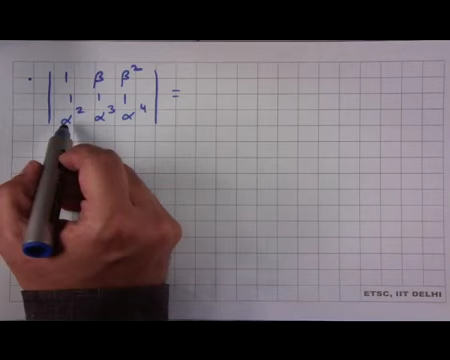 1 β β²
1 1 1 =
α² α³ α⁴
ETSC, IIT DELHI